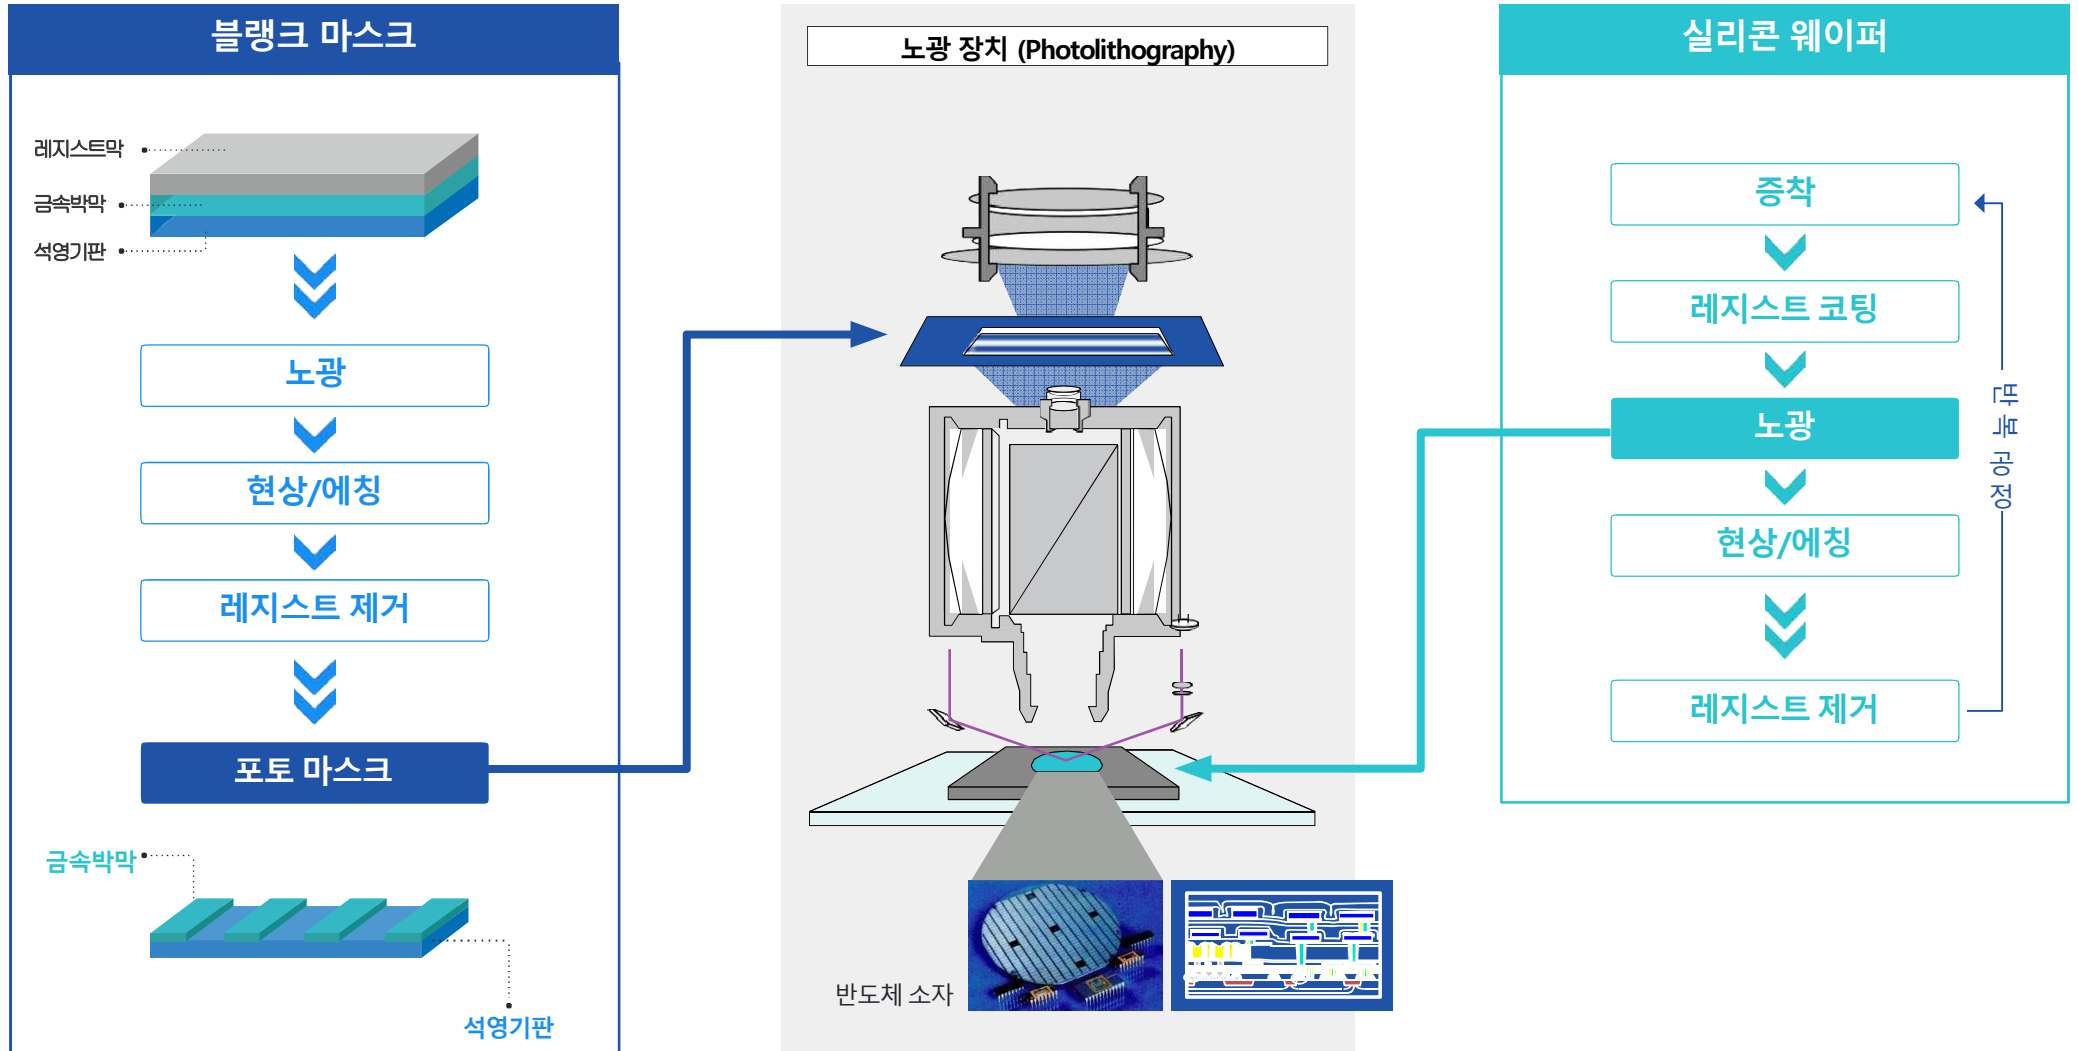 블랭크 마스크
레지스트막
금속박막
석영기판
노광
현상/에칭
레지스트 제거
포토 마스크
금속박막
석영기판
노광 장치 (Photolithography)
반도체 소자
실리콘 웨이퍼
증착
레지스트 코팅
노광
현상/에칭
레지스트 제거
반복 공정